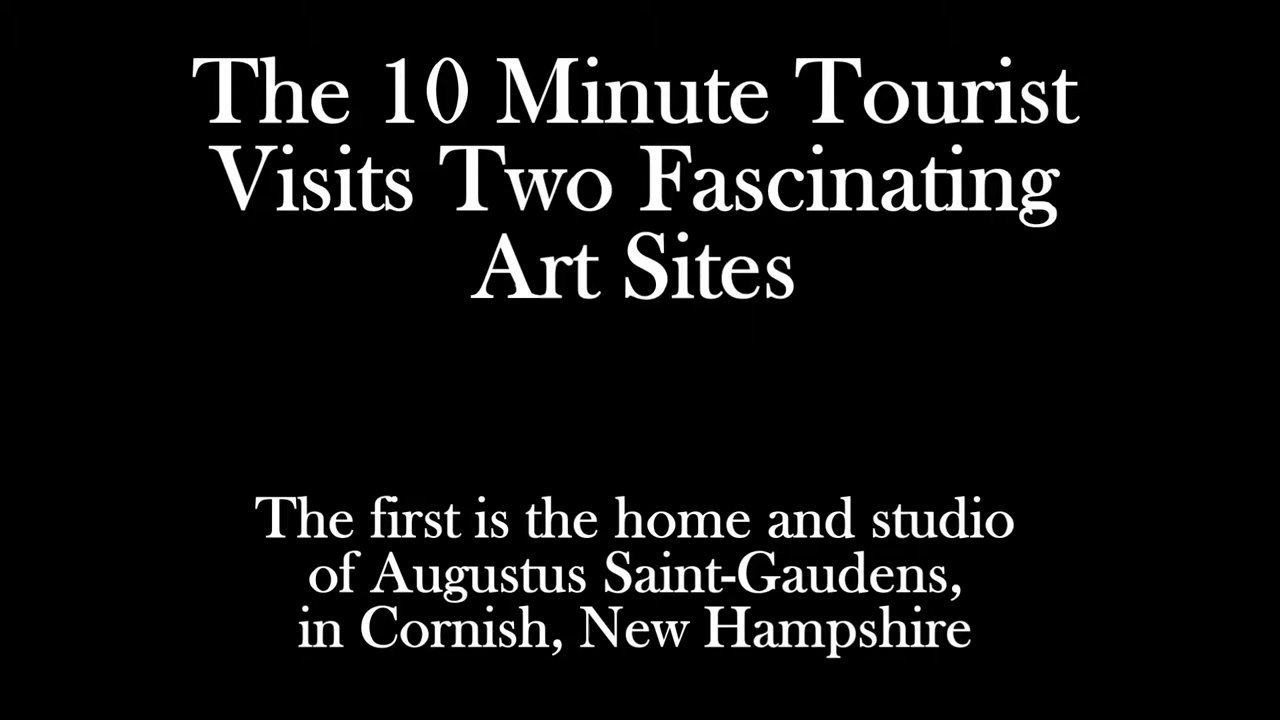 The 10 Minute Tourist
Visits Two Fascinating
Art Sites
The first is the home and studio
of Augustus Saint-Gaudens,
in Cornish, New Hampshire